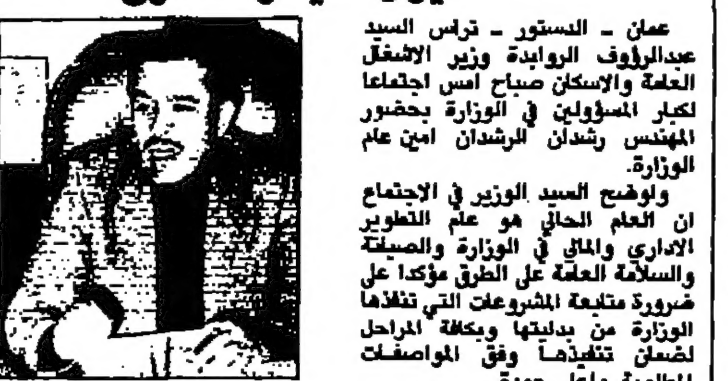 عمان ـ الدستور ـ تراس السيد
عبدالرؤوف الروابدة وزير الاشغال
العامة والاسكان صباح امس اجتماعا
لكبار المسؤولين في الوزارة بحضور
المهندس رشدان الرشدان امين عام
الوزارة.
واوضح السيد الوزير في الاجتماع
ان العام الحالي هو عام التطوير
الاداري والمالي في الوزارة والصيانة
والسلامة العامة على الطرق مؤكدا على
ضرورة متابعة المشروعات التي تنفذها
الوزارة من بدايتها وبكافة المراحل
لضمان تنفيذها وفق المواصفات